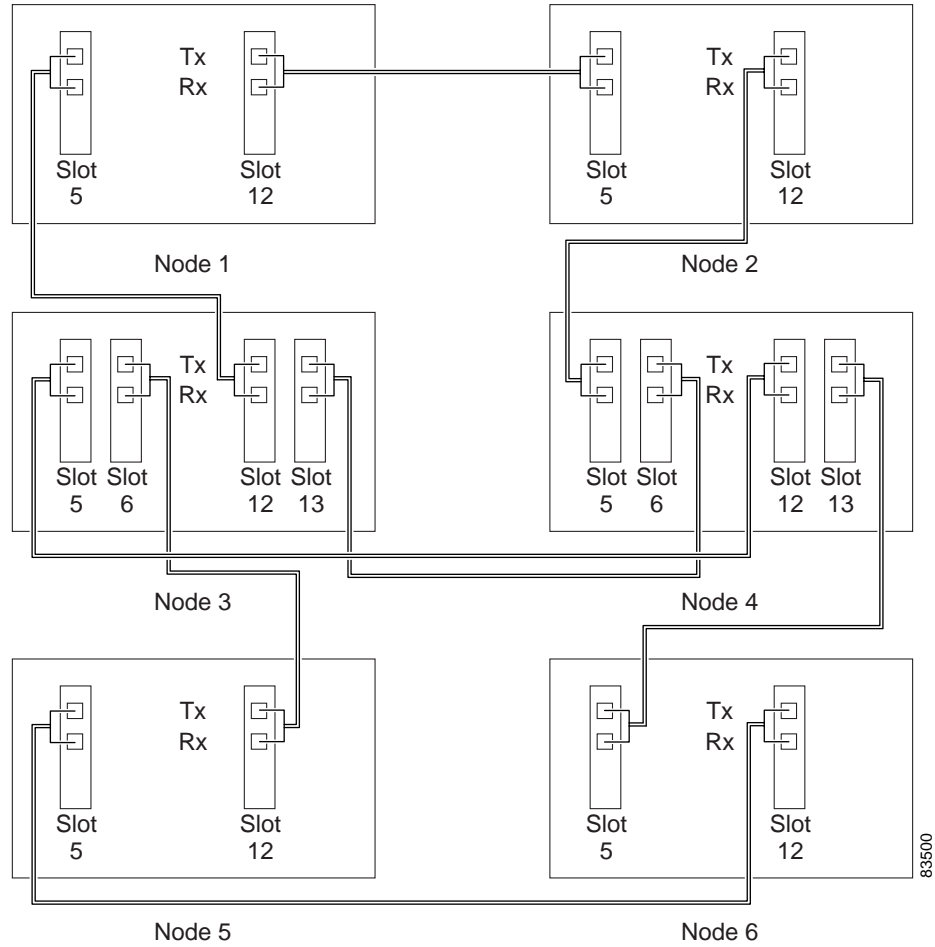 Tx Tx
Rx Rx
Slot Slot Slot Slot
5 12 5 12
Node 1 Node 2
Tx Tx
Rx Rx
Slot Slot Slot Slot Slot Slot Slot Slot
5 6 12 13 5 6 12 13
Node 3 Node 4
Tx Tx
Rx Rx
Slot Slot Slot Slot
5 12 5 12
83500
Node 5 Node 6